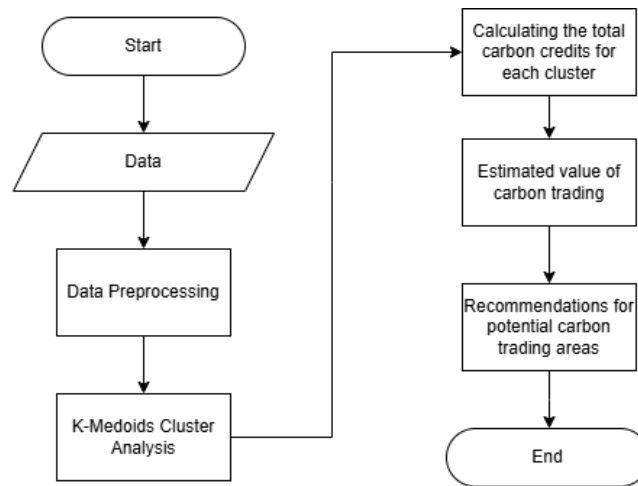 Start
Data
Data Preprocessing
K-Medoids Cluster
Analysis
Calculating the total
carbon credits for
each cluster
Estimated value of
carbon trading
Recommendations for
potential carbon
trading areas
End